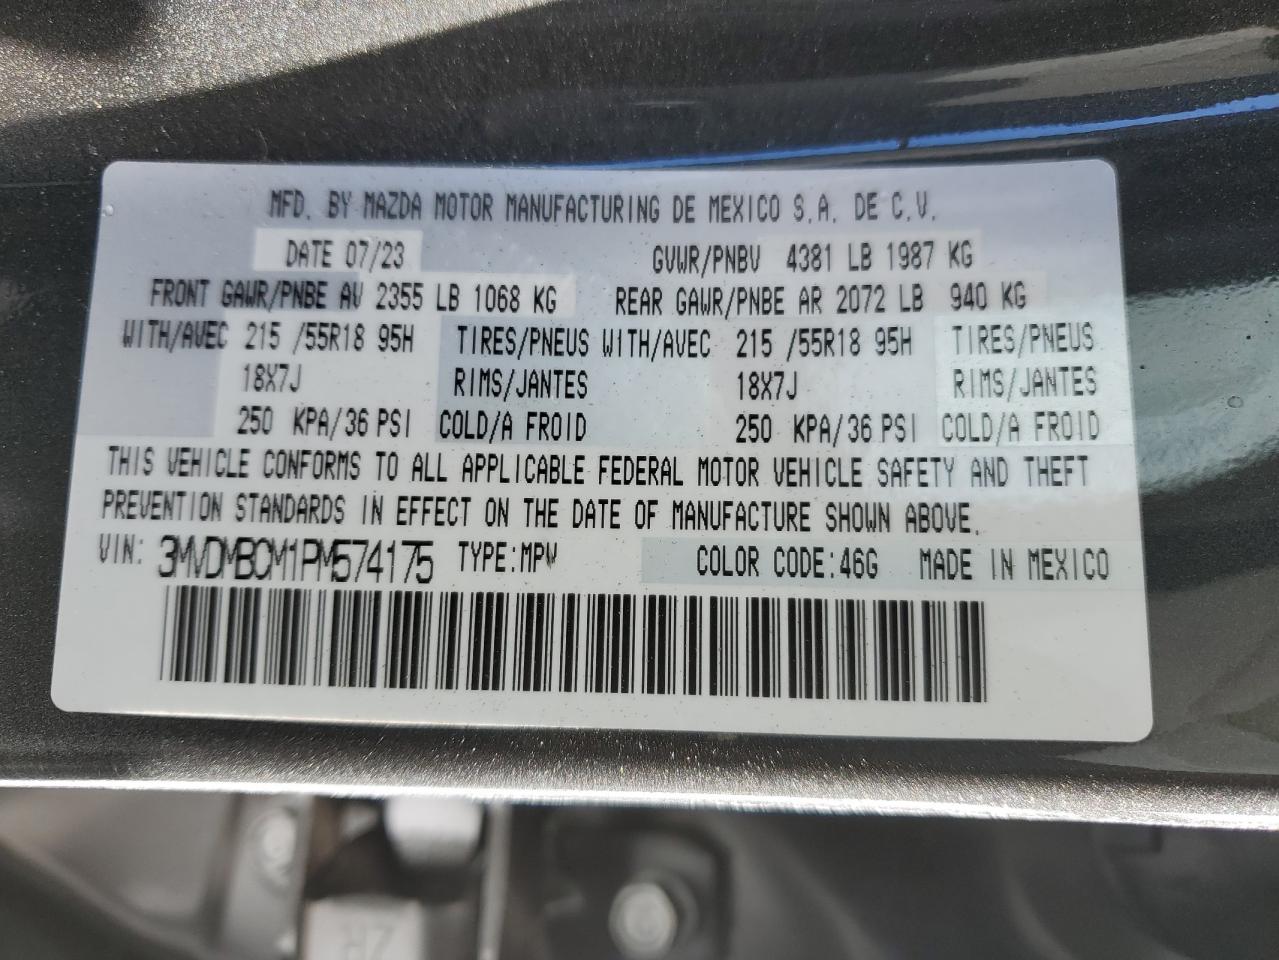 MFD. BY MAZDA MOTOR MANUFACTURING DE MEXICO S.A. DE C.V.
DATE 07/23 GVWR/PNBV 4381 LB 1987 KG
FRONT GAWR/PNBE AV 2355 LB 1068 KG REAR GAWR/PNBE AR 2072 LB 940 KG
WITH/AVEC 215 /55R18 95H TIRES/PNEUS WITH/AVEC 215 /55R18 95H TIRES/PNEUS
18X7J RIMS/JANTES 18X7J RIMS/JANTES
250 KPA/36 PSI COLD/A FROID 250 KPA/36 PSI COLD/A FROID
THIS VEHICLE CONFORMS TO ALL APPLICABLE FEDERAL MOTOR VEHICLE SAFETY AND THEFT
PREVENTION STANDARDS IN EFFECT ON THE DATE OF MANUFACTURE SHOWN ABOVE.
VIN: 3MVDMBCM1PM574175 TYPE:MPV COLOR CODE:46G MADE IN MEXICO